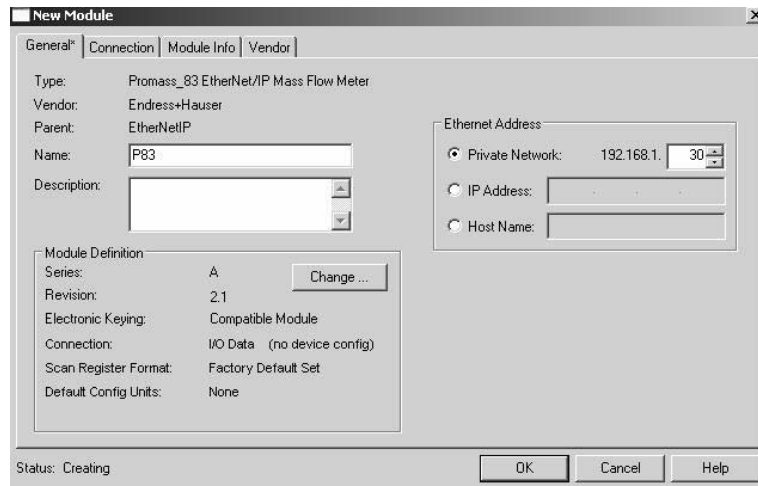 New Module
General* Connection Module Info Vendor
Type: Promass_83 EtherNet/IP Mass Flow Meter
Vendor: Endress+Hauser
Parent: EtherNetIP
Name: P83
Description:
Ethernet Address
Private Network: 192.168.1. 30
IP Address: . . .
Host Name:
Module Definition
Series: A Change ...
Revision: 2.1
Electronic Keying: Compatible Module
Connection: I/O Data (no device config)
Scan Register Format: Factory Default Set
Default Config Units: None
Status: Creating OK Cancel Help